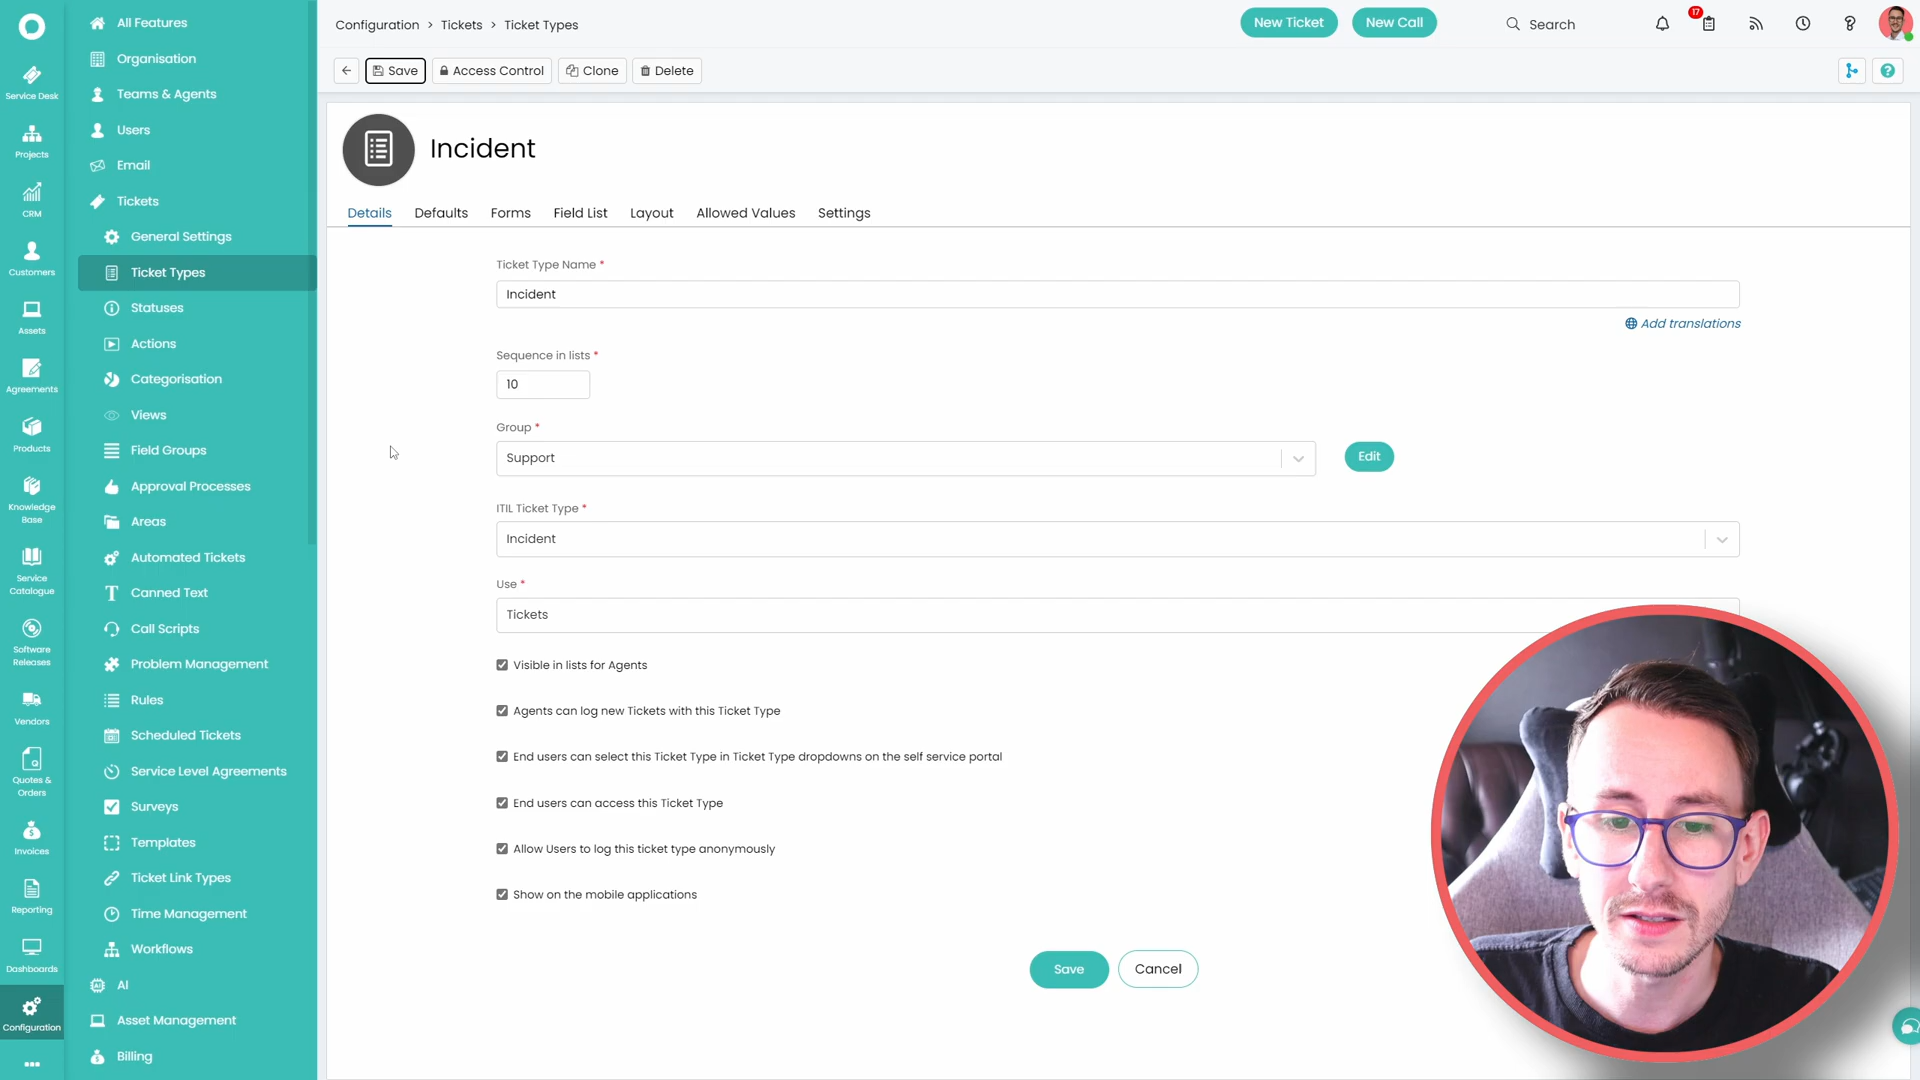 Service Desk
Projects
CRM
Customers
Assets
Agreements
Products
Knowledge
Base
Service
Catalogue
Software
Releases
Vendors
Quotes &
Orders
Invoices
Reporting
Dashboards
Configuration
All Features
Organisation
Teams & Agents
Users
Email
Tickets
General Settings
Ticket Types
Statuses
Actions
Categorisation
Views
Field Groups
Approval Processes
Areas
Automated Tickets
Canned Text
Call Scripts
Problem Management
Rules
Scheduled Tickets
Service Level Agreements
Surveys
Templates
Ticket Link Types
Time Management
Workflows
AI
Asset Management
Billing
Configuration > Tickets > Ticket Types
New Ticket New Call Search 17
Save Access Control Clone Delete
Incident
Details Defaults Forms Field List Layout Allowed Values Settings
Ticket Type Name *
Incident
Add translations
Sequence in lists *
10
Group *
Support Edit
ITIL Ticket Type *
Incident
Use *
Tickets
Visible in lists for Agents
Agents can log new Tickets with this Ticket Type
End users can select this Ticket Type in Ticket Type dropdowns on the self service portal
End users can access this Ticket Type
Allow Users to log this ticket type anonymously
Show on the mobile applications
Save Cancel